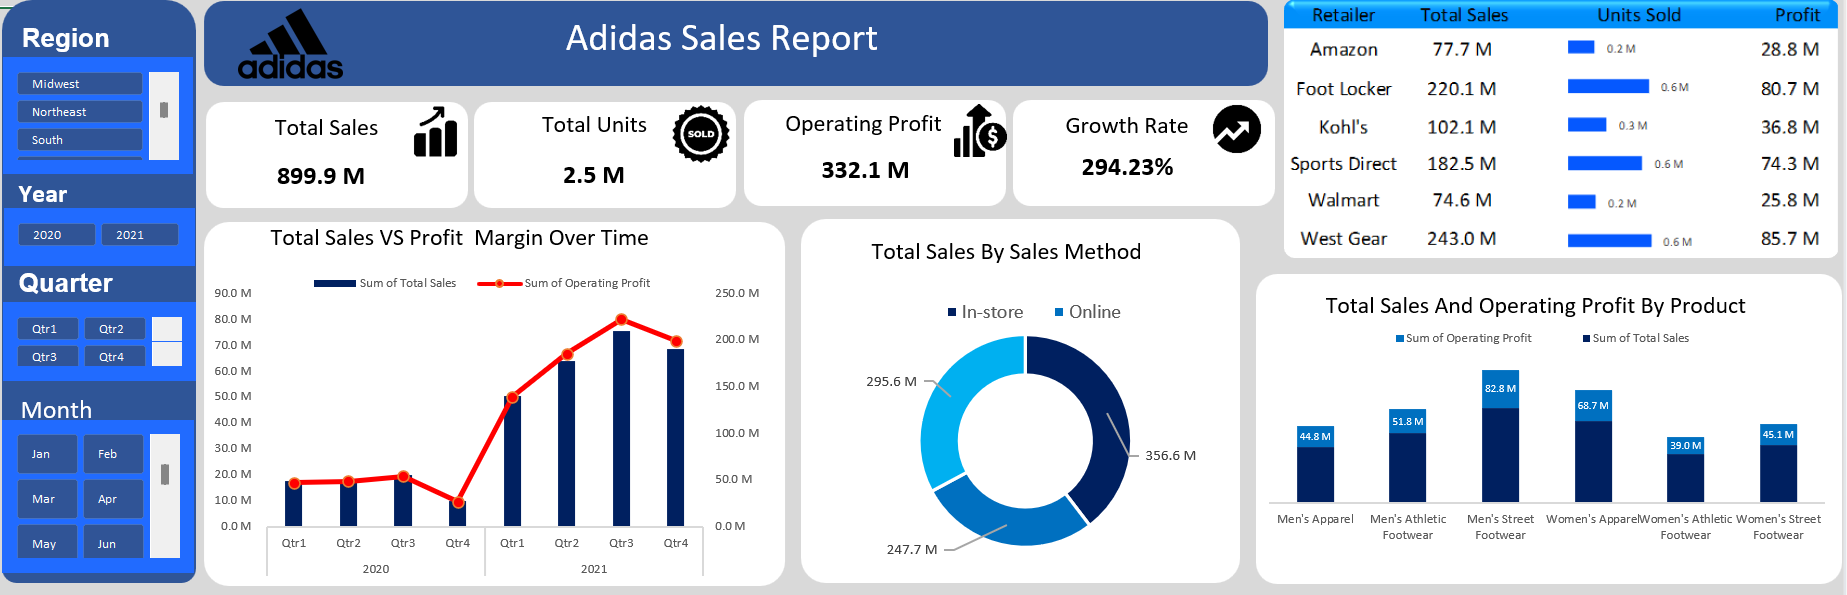 Region
Midwest
Northeast
South
Year
2020 2021
Quarter
Qtr1 Qtr2
Qtr3 Qtr4
Month
Jan Feb
Mar Apr
May Jun
adidas
Adidas Sales Report
Total Sales
899.9 M
Total Units
2.5 M
SOLD
Operating Profit
332.1 M
$
Growth Rate
294.23%
Retailer Total Sales Units Sold Profit
Amazon 77.7 M 0.2 M 28.8 M
Foot Locker 220.1 M 0.6 M 80.7 M
Kohl's 102.1 M 0.3 M 36.8 M
Sports Direct 182.5 M 0.6 M 74.3 M
Walmart 74.6 M 0.2 M 25.8 M
West Gear 243.0 M 0.6 M 85.7 M
Total Sales VS Profit Margin Over Time
Sum of Total Sales Sum of Operating Profit
90.0 M 250.0 M
80.0 M
70.0 M 200.0 M
60.0 M
50.0 M 150.0 M
40.0 M 100.0 M
30.0 M
20.0 M 50.0 M
10.0 M
0.0 M 0.0 M
Qtr1 Qtr2 Qtr3 Qtr4 Qtr1 Qtr2 Qtr3 Qtr4
2020 2021
Total Sales By Sales Method
In-store Online
295.6 M
356.6 M
247.7 M
Total Sales And Operating Profit By Product
Sum of Operating Profit Sum of Total Sales
44.8 M 51.8 M 82.8 M 68.7 M 39.0 M 45.1 M
Men's Apparel Men's Athletic Men's Street Women's Apparel Women's Athletic Women's Street
Footwear Footwear Footwear Footwear